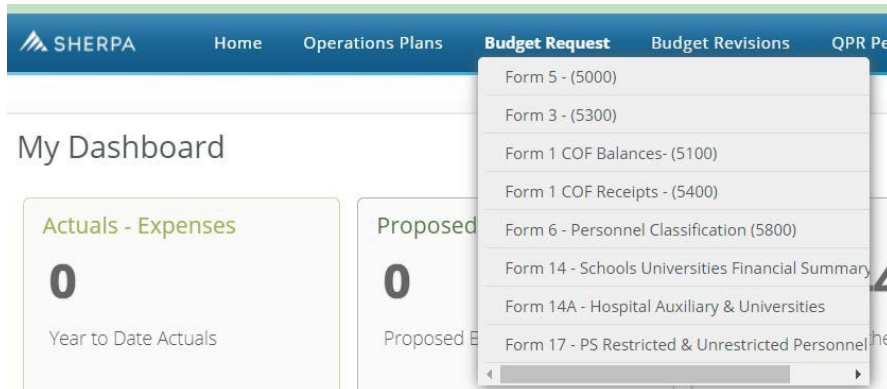 SHERPA Home Operations Plans Budget Request Budget Revisions QPR
Form 5 - (5000)
Form 3 - (5300)
Form 1 COF Balances- (5100)
Form 1 COF Receipts - (5400)
Form 6 - Personnel Classification (5800)
Form 14 - Schools Universities Financial Summary
Form 14A - Hospital Auxiliary & Universities
Form 17 - PS Restricted & Unrestricted Personnel
My Dashboard
Actuals - Expenses
0
Year to Date Actuals
Proposed
0
Proposed